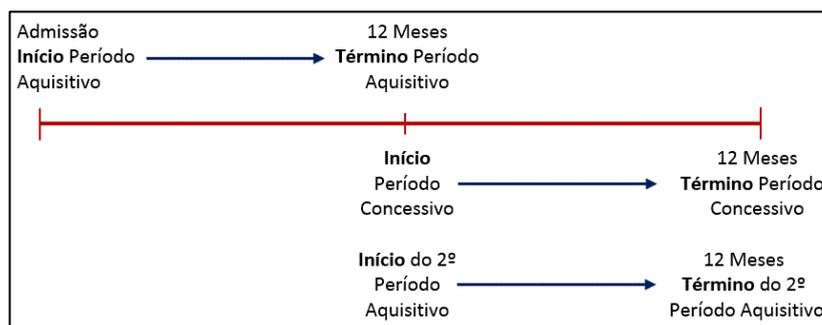 Admissão
Início Período
Aquisitivo
12 Meses
Término Período
Aquisitivo
Início
Período
Concessivo
12 Meses
Término Período
Concessivo
Início do 2º
Período
Aquisitivo
12 Meses
Término do 2º
Período Aquisitivo